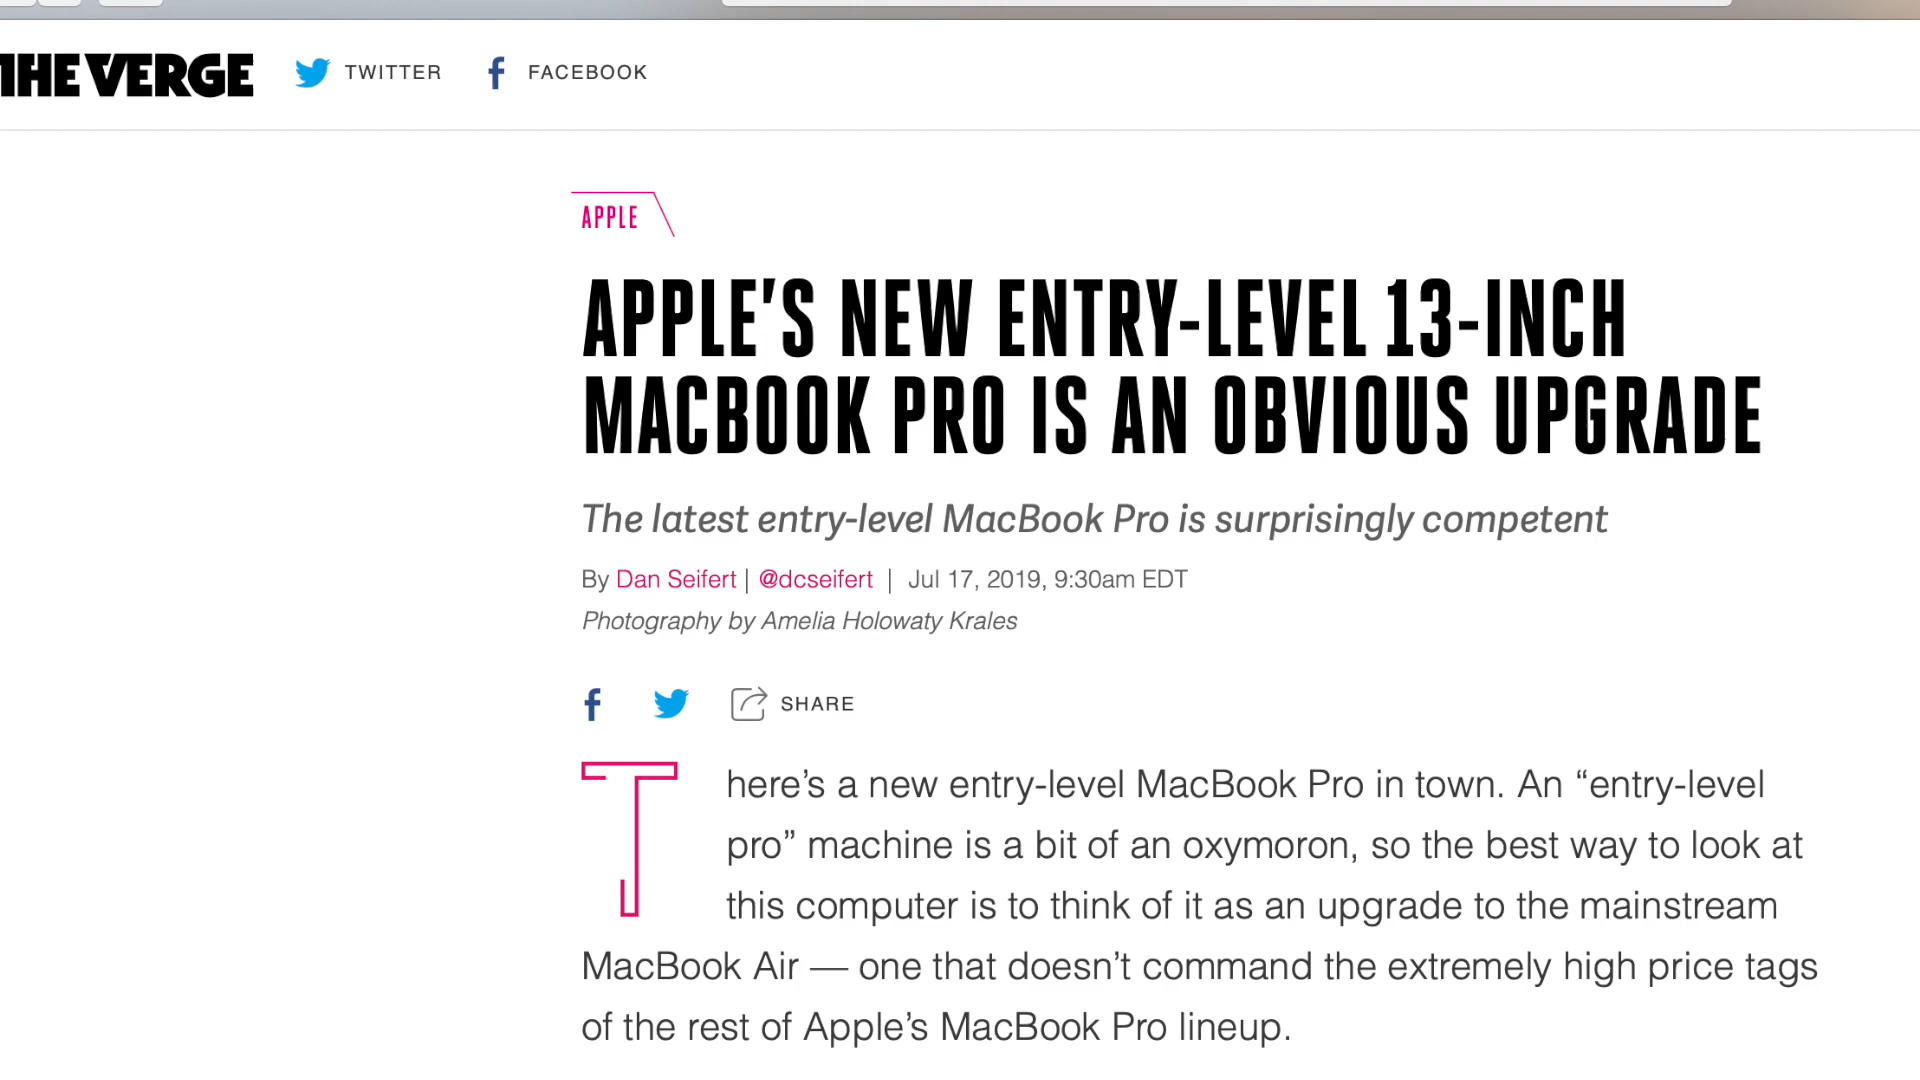 THE VERGE TWITTER FACEBOOK
APPLE
APPLE'S NEW ENTRY-LEVEL 13-INCH
MACBOOK PRO IS AN OBVIOUS UPGRADE
The latest entry-level MacBook Pro is surprisingly competent
By Dan Seifert | @dcseifert | Jul 17, 2019, 9:30am EDT
Photography by Amelia Holowaty Krales
SHARE
There’s a new entry-level MacBook Pro in town. An “entry-level
pro” machine is a bit of an oxymoron, so the best way to look at
this computer is to think of it as an upgrade to the mainstream
MacBook Air — one that doesn’t command the extremely high price tags
of the rest of Apple’s MacBook Pro lineup.